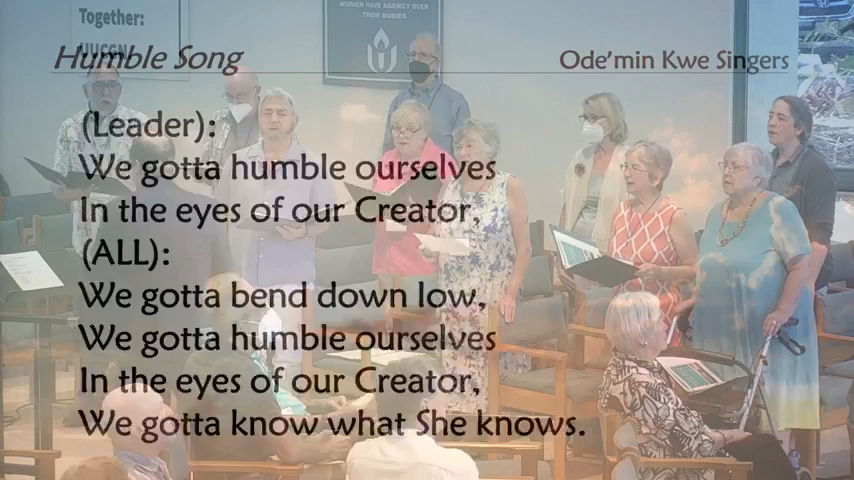 Together:
UUCGN
WOMEN HAVE AGENCY OVER
THEIR BODIES
Humble Song
Ode'min Kwe Singers
(Leader):
We gotta humble ourselves
In the eyes of our Creator,
(ALL):
We gotta bend down low,
We gotta humble ourselves
In the eyes of our Creator,
We gotta know what She knows.